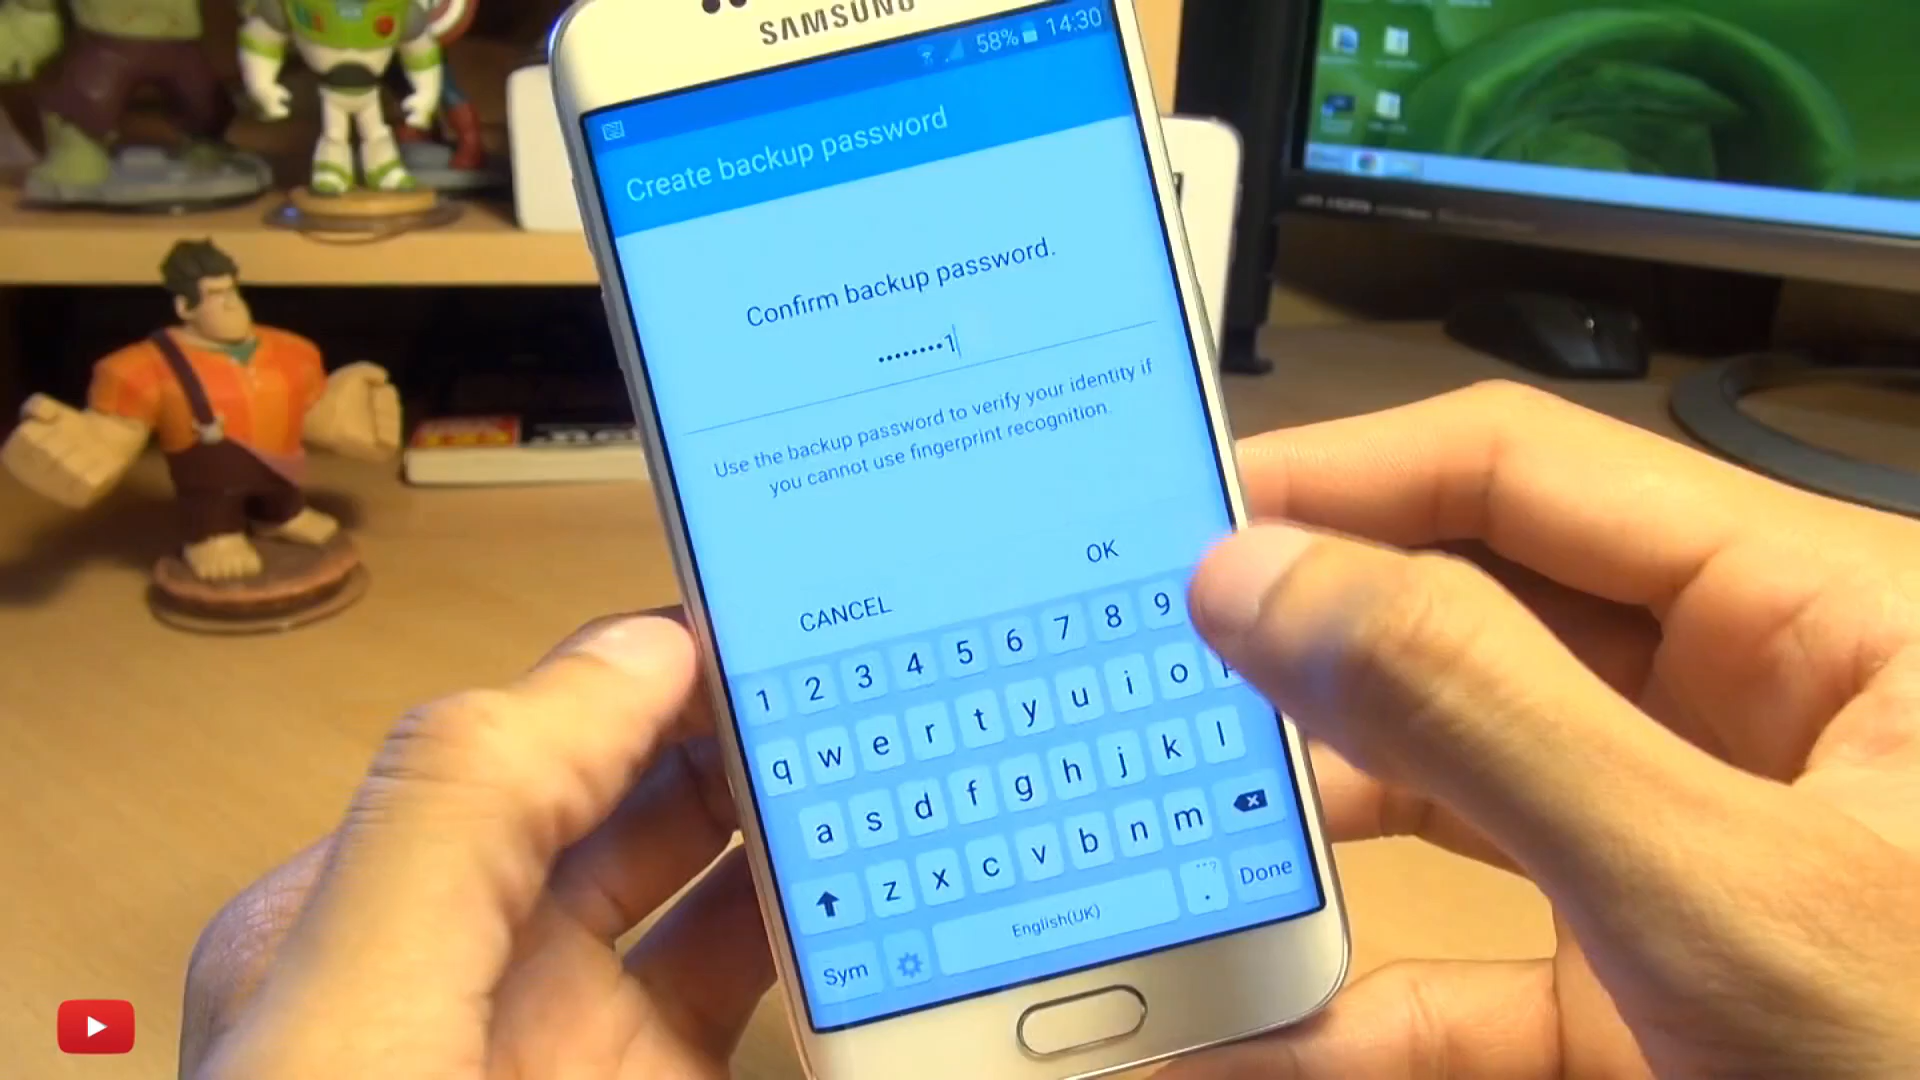 SAMSUNG
58% 14:30
Create backup password
Confirm backup password.
••••••••1
Use the backup password to verify your identity if
you cannot use fingerprint recognition.
OK
CANCEL
1 2 3 4 5 6 7 8 9
q w e r t y u i o
a s d f g h j k l
z x c v b n m
Sym English(UK) . Done